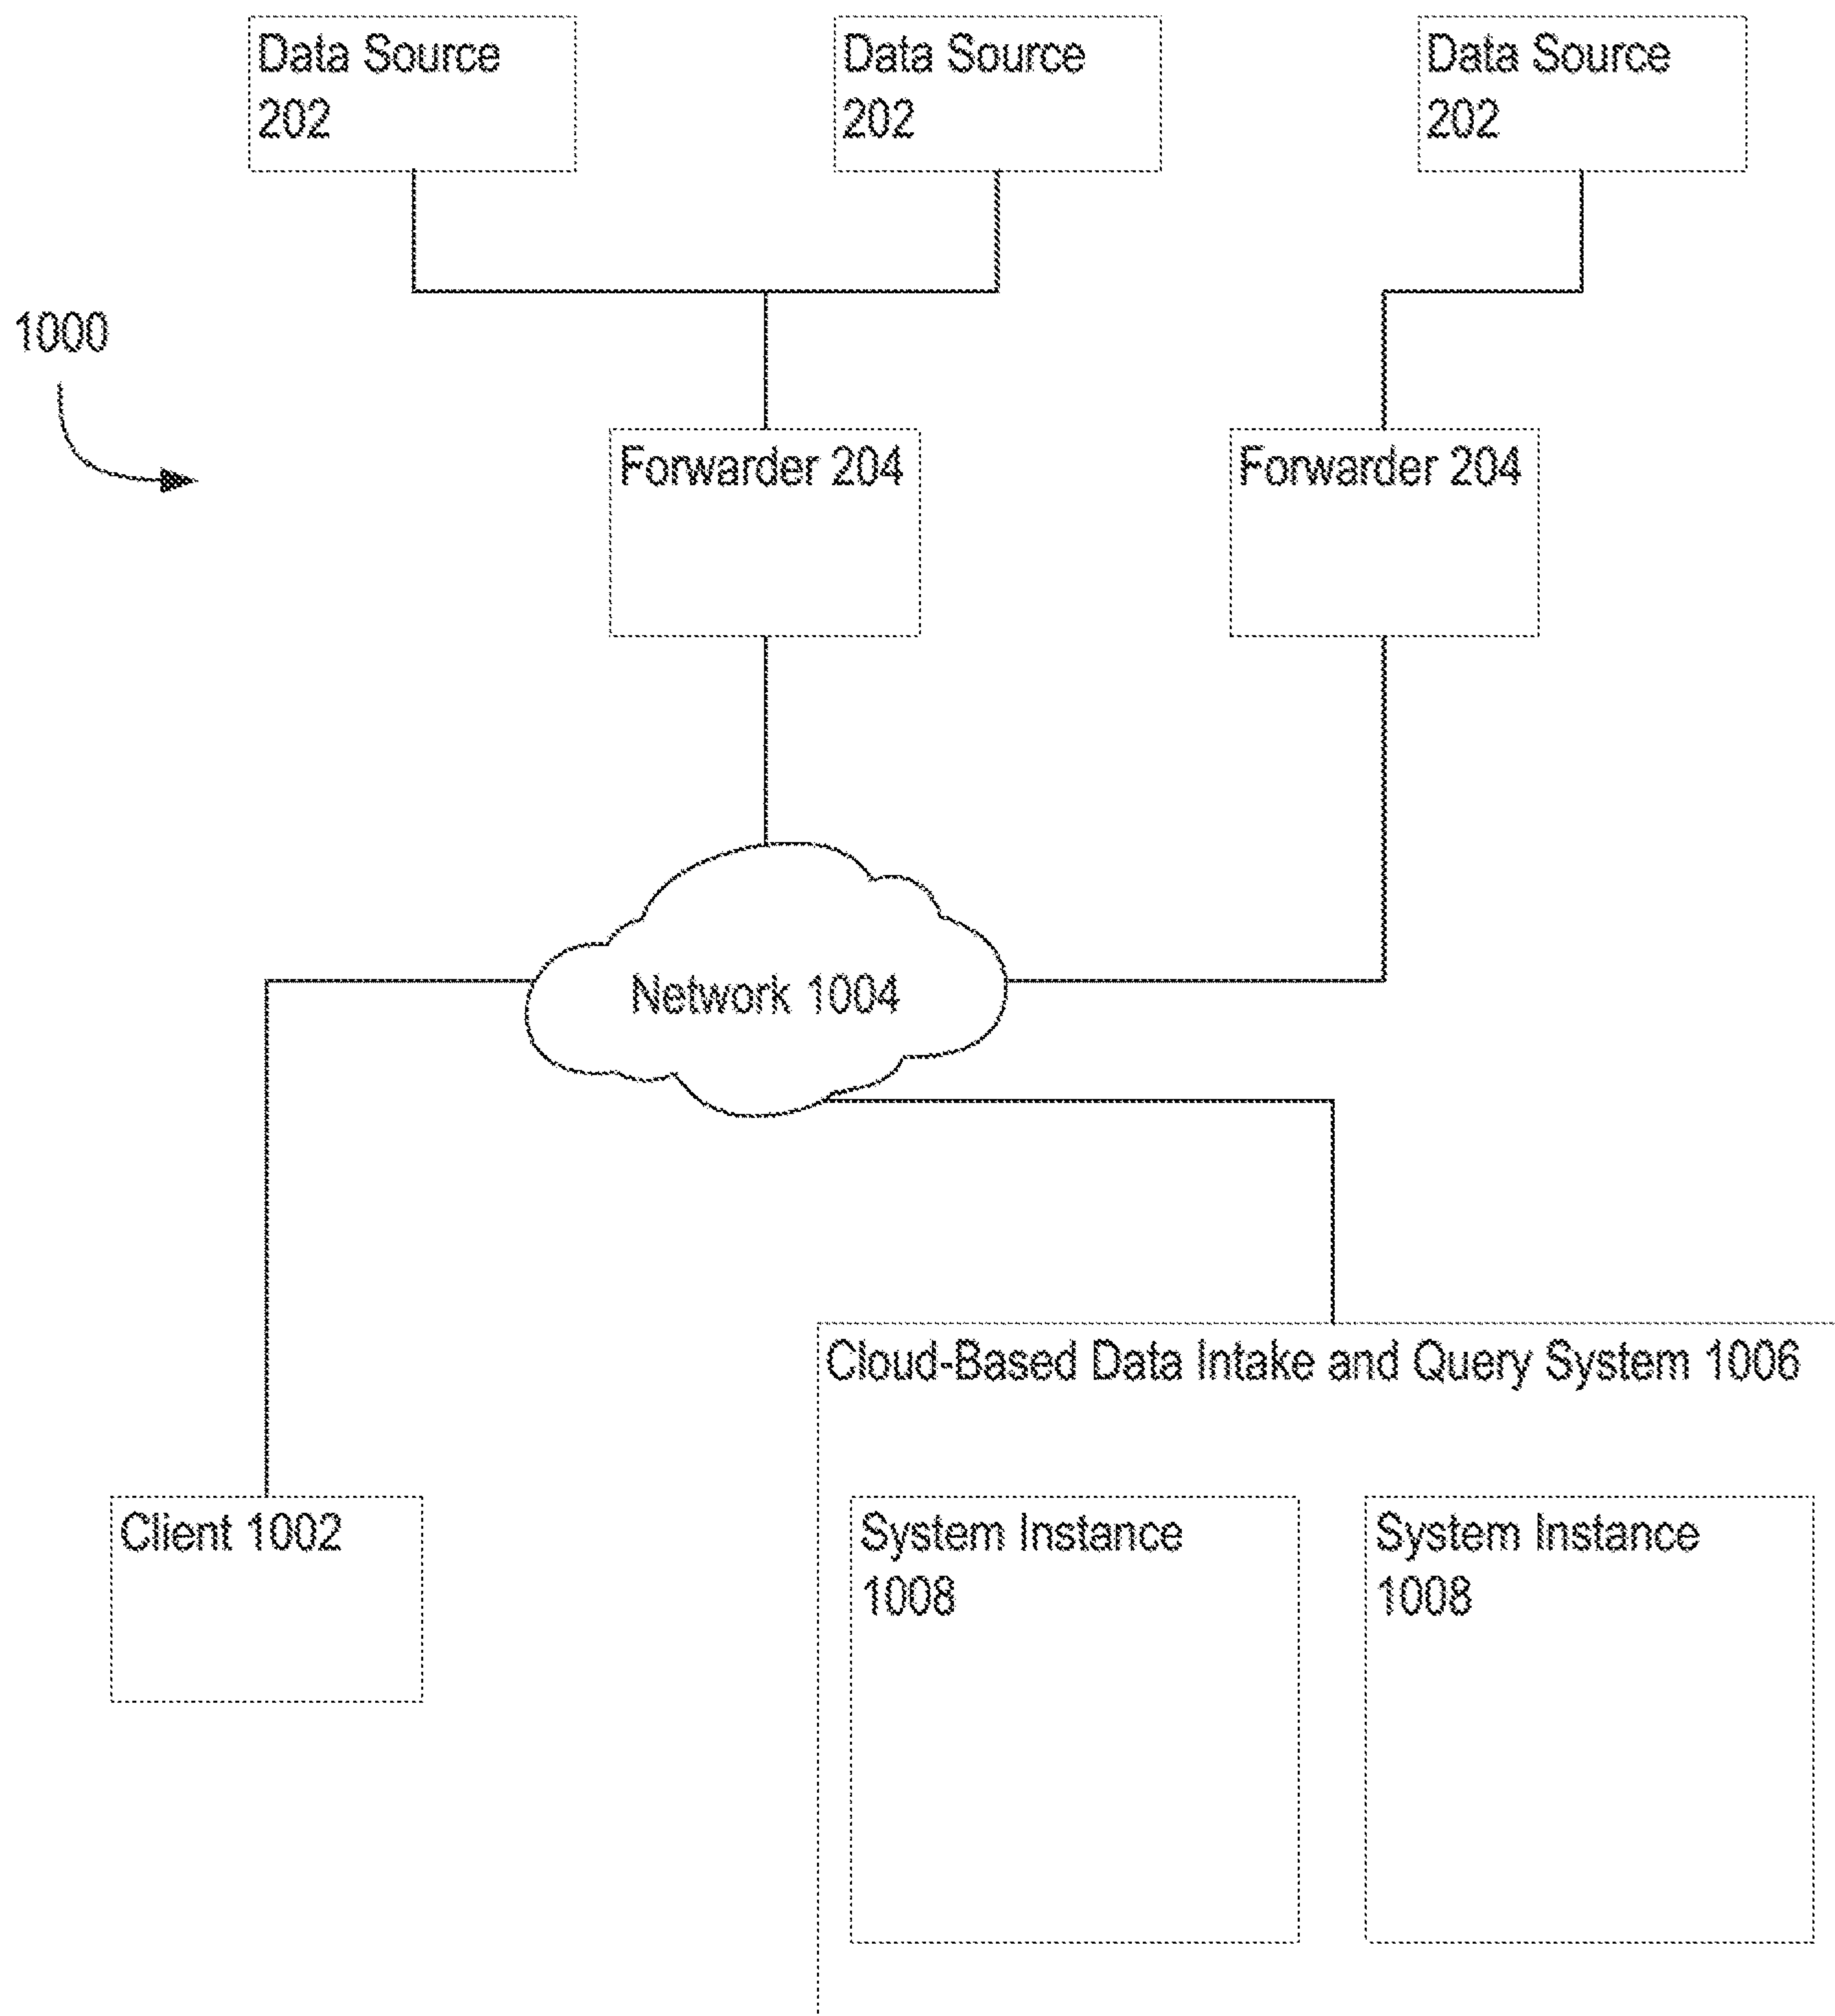 Data Source
202
Data Source
202
Data Source
202
1000
Forwarder 204
Forwarder 204
Network 1004
Cloud-Based Data Intake and Query System 1006
Client 1002
System Instance
1008
System Instance
1008